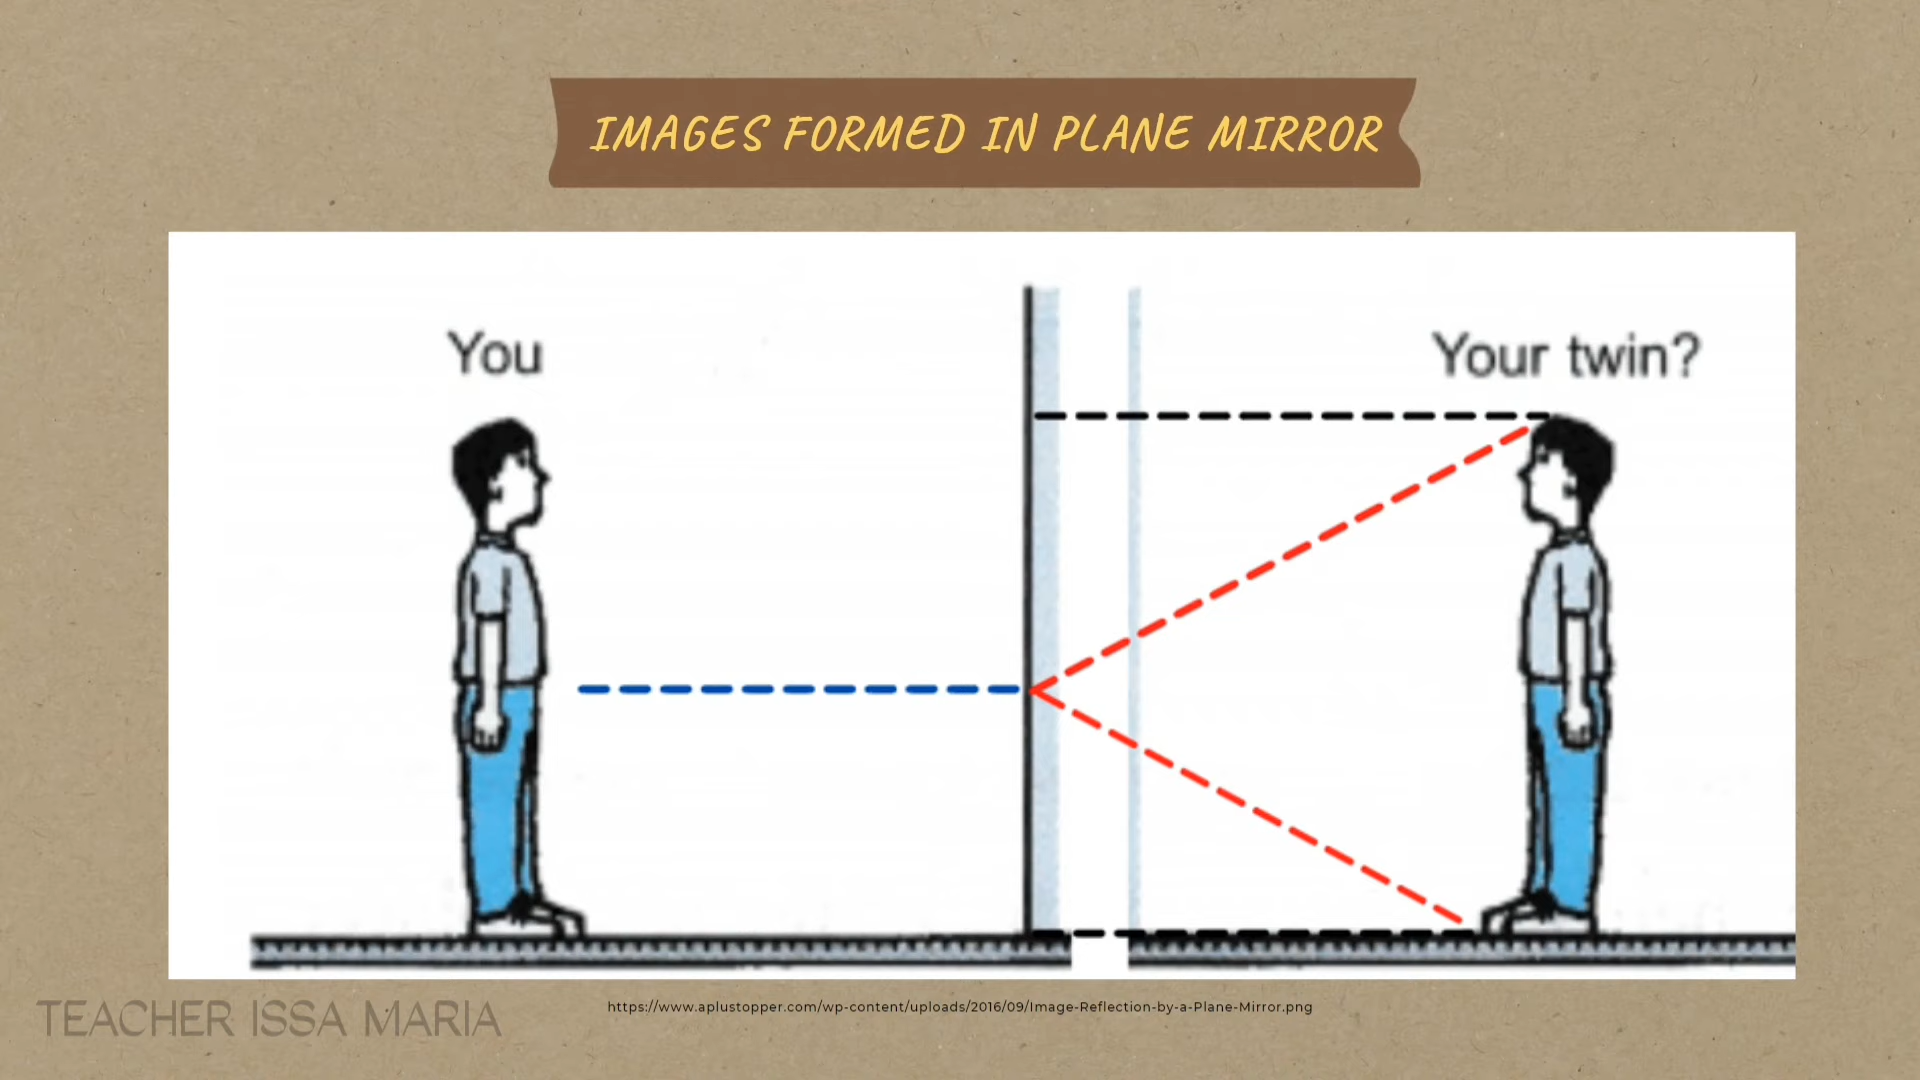 IMAGES FORMED IN PLANE MIRROR
You
Your twin?
https://www.aplustopper.com/wp-content/uploads/2016/09/Image-Reflection-by-a-Plane-Mirror.png
TEACHER ISSA MARIA